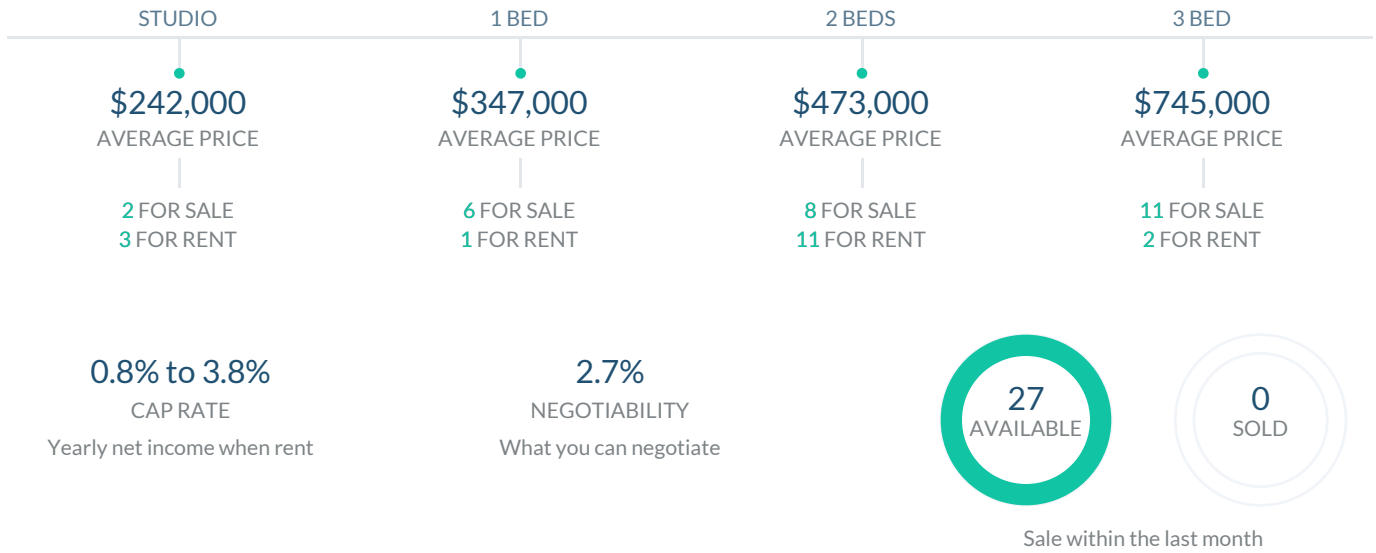 STUDIO
1 BED
2 BEDS
3 BED
$242,000
$347,000
$473,000
$745,000
AVERAGE PRICE
AVERAGE PRICE
AVERAGE PRICE
AVERAGE PRICE
2 FOR SALE
6 FOR SALE
8 FOR SALE
11 FOR SALE
3 FOR RENT
1 FOR RENT
11 FOR RENT
2 FOR RENT
0.8% to 3.8%
CAP RATE
Yearly net income when rent
2.7%
NEGOTIABILITY
What you can negotiate
27
AVAILABLE
0
SOLD
Sale within the last month